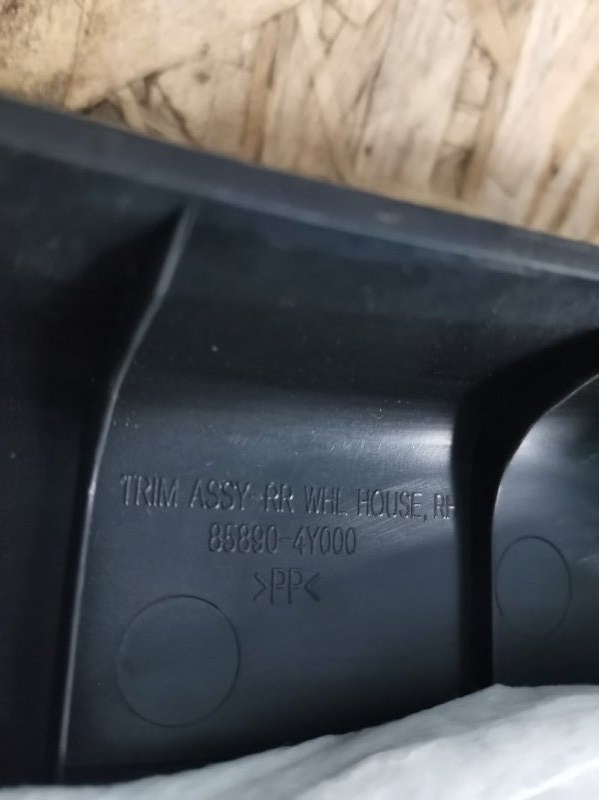 TRIM ASSY-RR WHL HOUSE, RH
85890-4Y000
>PP<